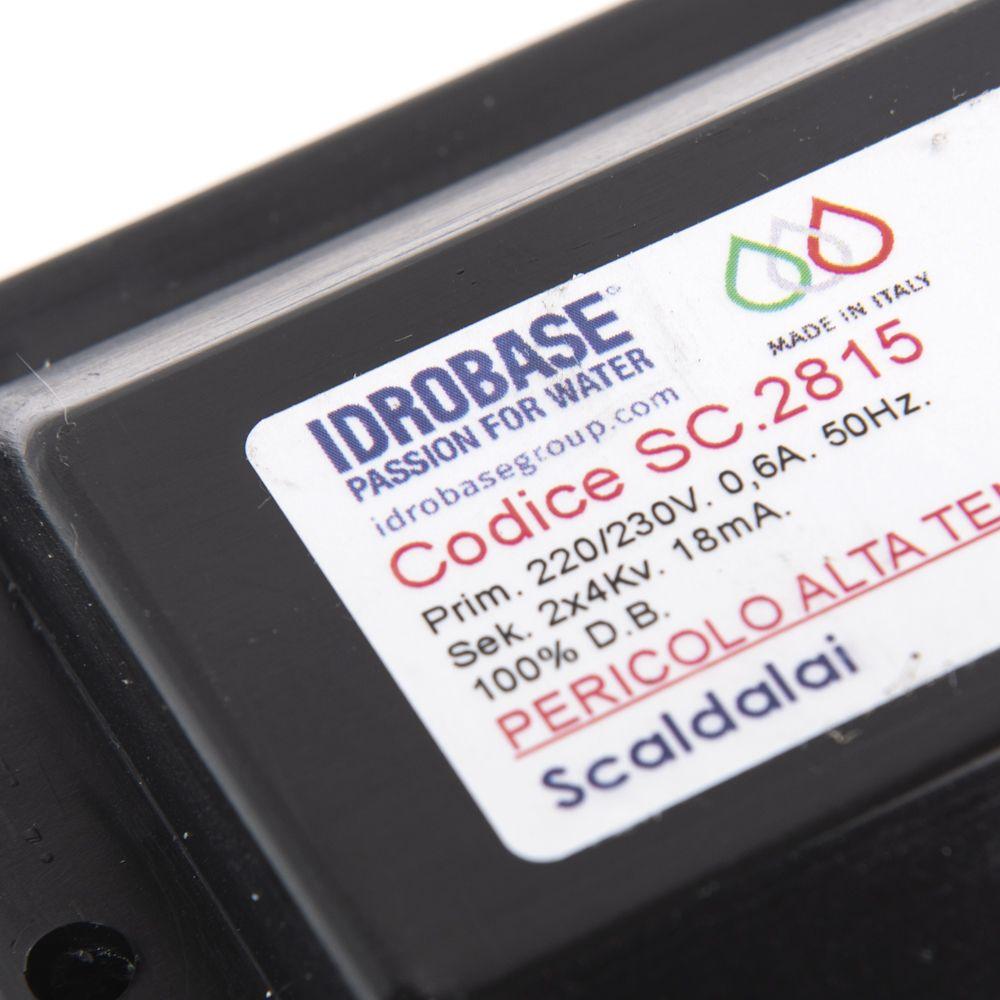 IDROBASE
PASSION FOR WATER
idrobasegroup.com
MADE IN ITALY
Codice SC.2815
Prim. 220/230V. 0,6A. 50Hz.
Sek. 2x4Kv. 18mA.
100% D.B.
PERICOLO ALTA
Scaldalai